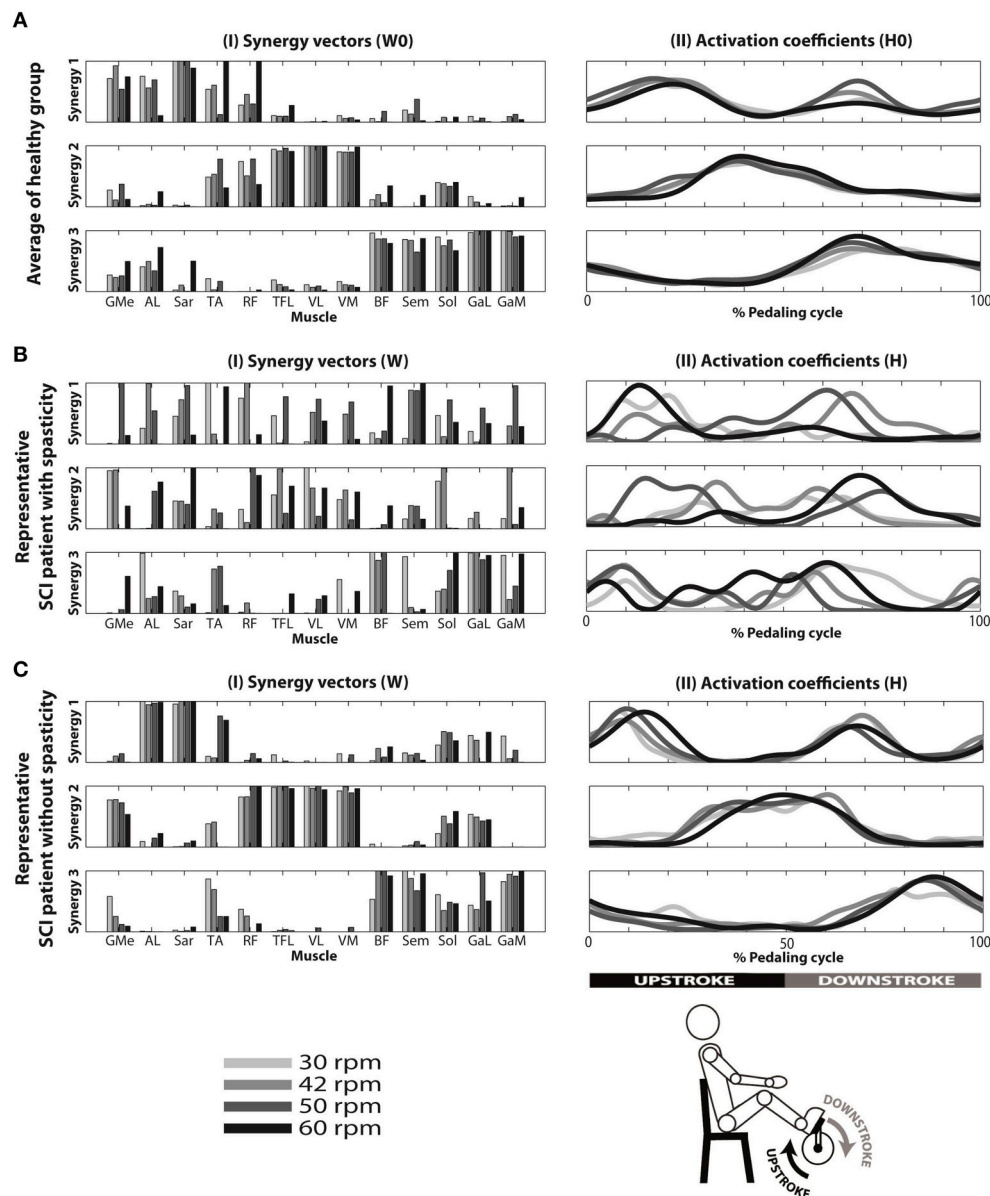 A
(I) Synergy vectors (W0)
(II) Activation coefficients (H0)
Average of healthy group
Synergy 1
Synergy 2
Synergy 3
GMe AL Sar TA RF TFL VL VM BF Sem Sol GaL GaM
Muscle
0 100
% Pedaling cycle
B
(I) Synergy vectors (W)
(II) Activation coefficients (H)
Representative
SCI patient with spasticity
Synergy 1
Synergy 2
Synergy 3
GMe AL Sar TA RF TFL VL VM BF Sem Sol GaL GaM
Muscle
0 100
% Pedaling cycle
C
(I) Synergy vectors (W)
(II) Activation coefficients (H)
Representative
SCI patient without spasticity
Synergy 1
Synergy 2
Synergy 3
GMe AL Sar TA RF TFL VL VM BF Sem Sol GaL GaM
Muscle
0 50 100
% Pedaling cycle
UPSTROKE DOWNSTROKE
30 rpm
42 rpm
50 rpm
60 rpm
DOWNSTROKE
UPSTROKE